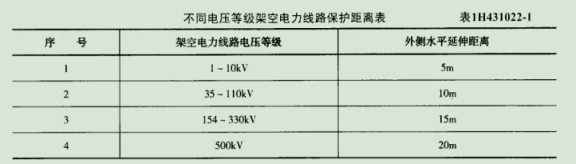 不同电压等级架空电力线路保护距离表 表1H431022-1
序 号 架空电力线路电压等级 外侧水平延伸距离
1 1~10kV 5m
2 35~110kV 10m
3 154~330kV 15m
4 500kV 20m